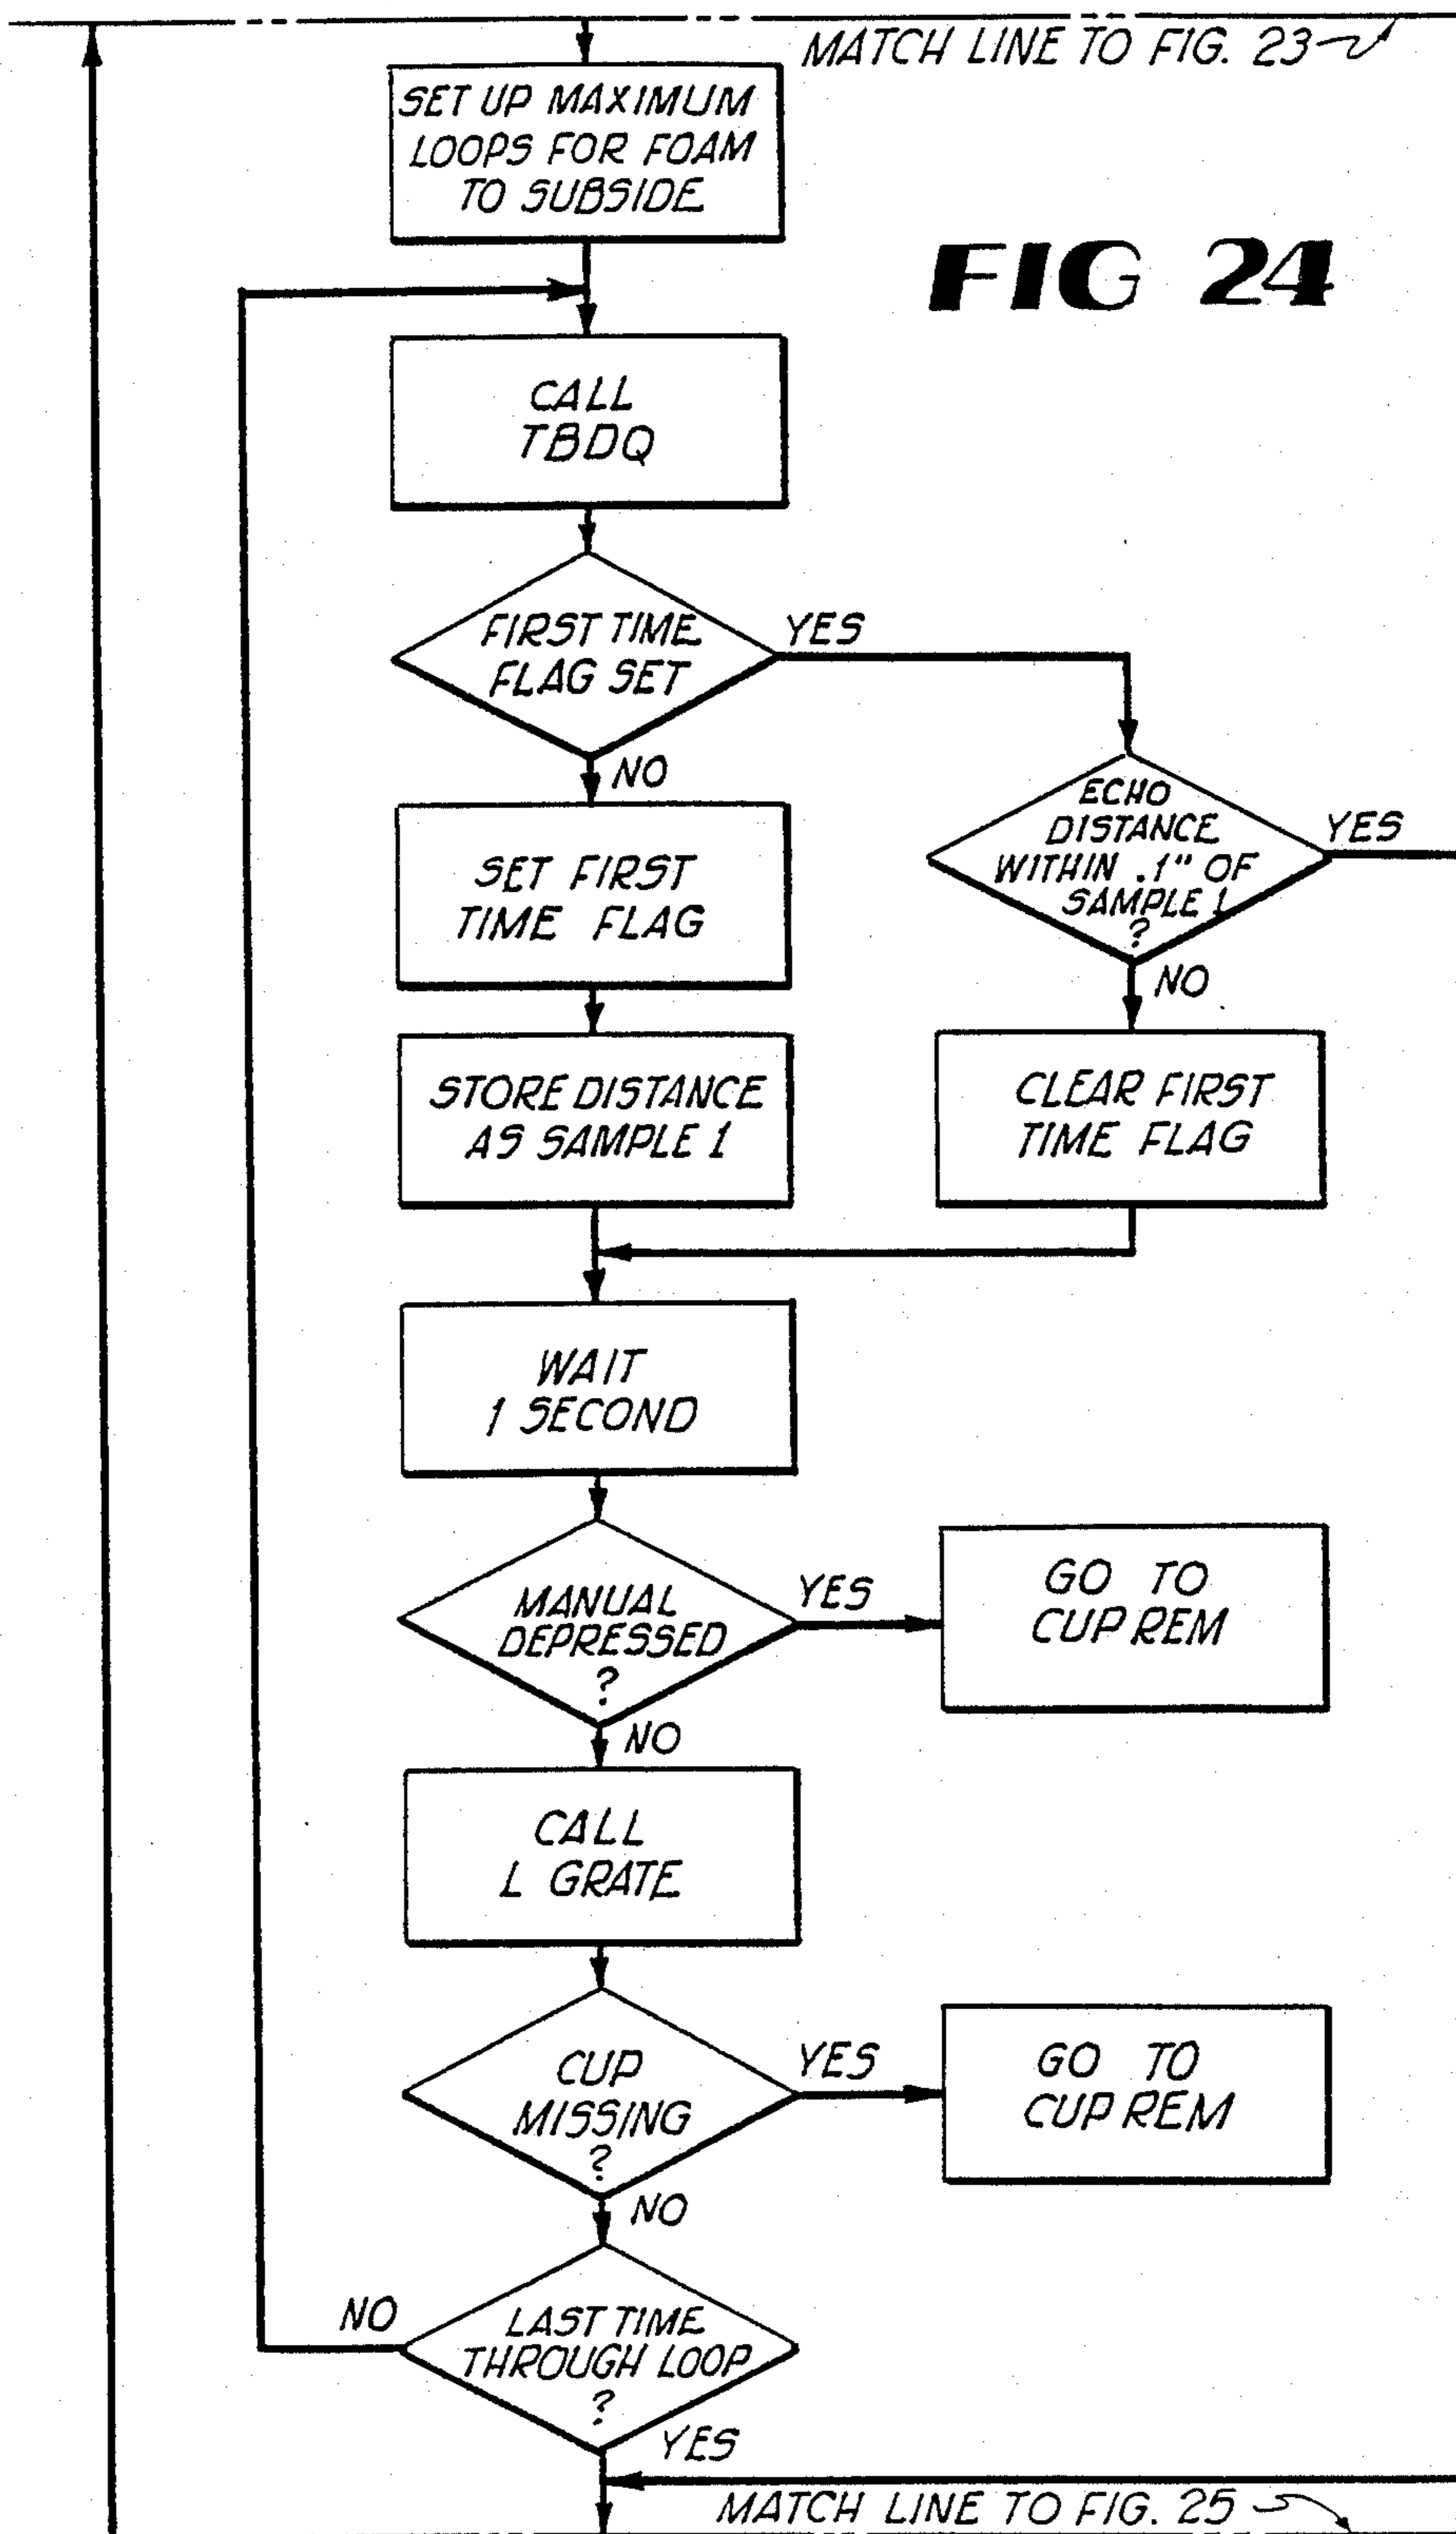 MATCH LINE TO FIG. 23
SET UP MAXIMUM
LOOPS FOR FOAM
TO SUBSIDE
FIG 24
CALL
TBDQ
FIRST TIME
FLAG SET
YES
NO
ECHO
DISTANCE
WITHIN .1" OF
SAMPLE 1
?
YES
NO
SET FIRST
TIME FLAG
STORE DISTANCE
AS SAMPLE 1
CLEAR FIRST
TIME FLAG
WAIT
1 SECOND
MANUAL
DEPRESSED
?
YES
GO TO
CUP REM
NO
CALL
L GRATE
CUP
MISSING
?
YES
GO TO
CUP REM
NO
LAST TIME
THROUGH LOOP
?
NO
YES
MATCH LINE TO FIG. 25